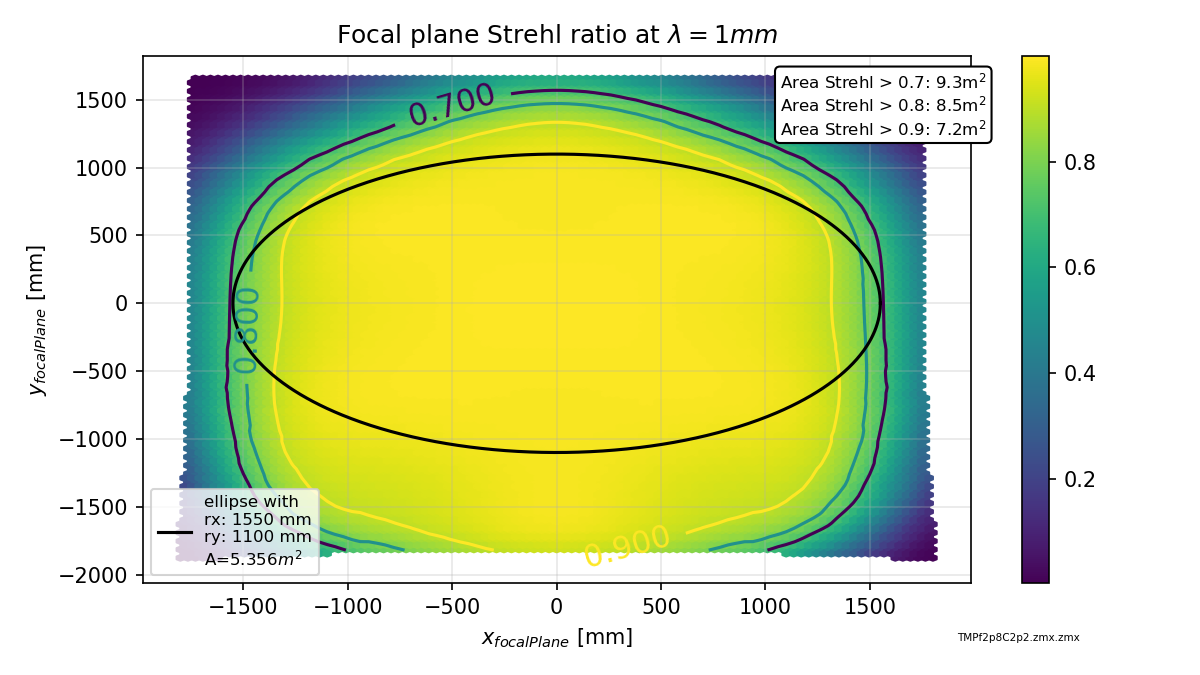 Focal plane Strehl ratio at λ = 1mm
Area Strehl > 0.7: 9.3m²
Area Strehl > 0.8: 8.5m²
Area Strehl > 0.9: 7.2m²
0.700
0.800
0.900
1500
1000
500
0
−500
−1000
−1500
−2000
y_focalPlane [mm]
ellipse with
rx: 1550 mm
ry: 1100 mm
A=5.356m²
−1500 −1000 −500 0 500 1000 1500
x_focalPlane [mm]
0.8
0.6
0.4
0.2
TMPf2p8C2p2.zmx.zmx